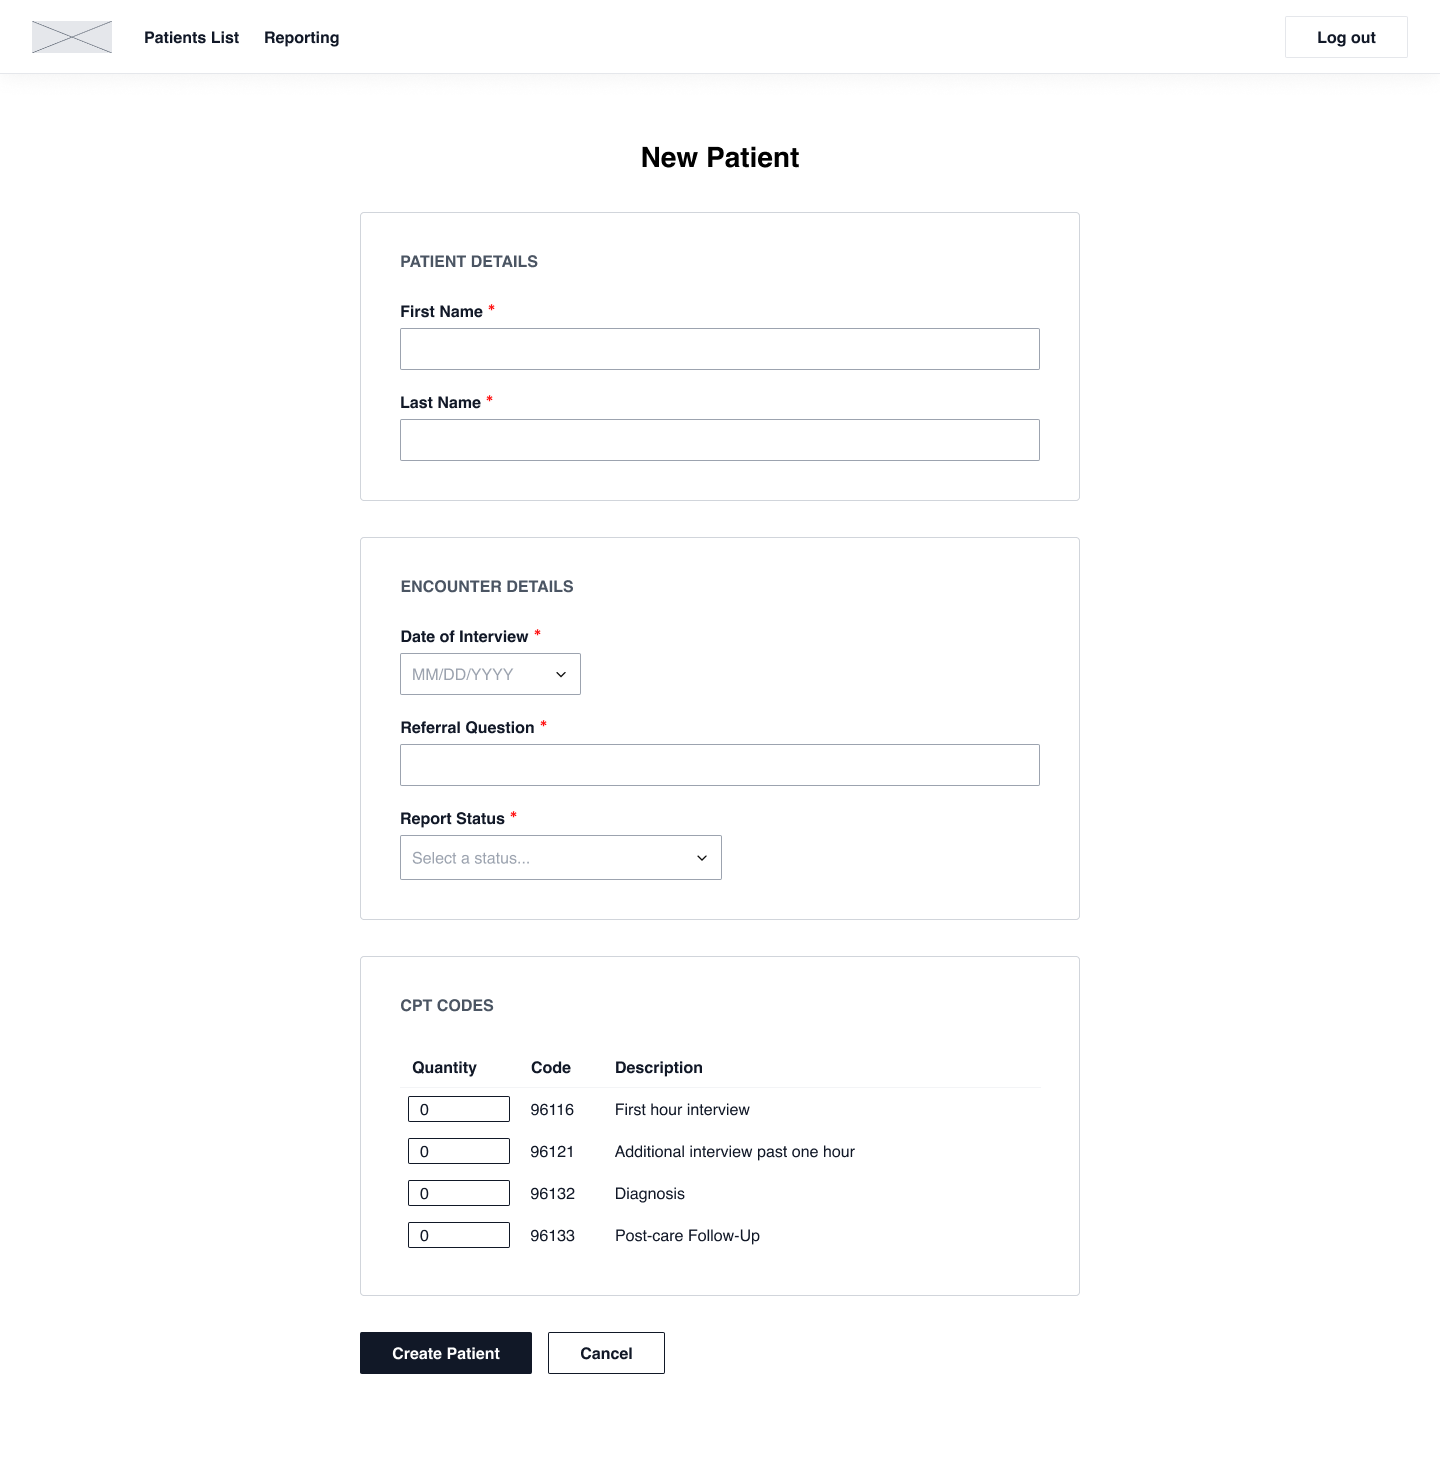 Patients List Reporting Log out
New Patient
PATIENT DETAILS
First Name *
Last Name *
ENCOUNTER DETAILS
Date of Interview *
MM/DD/YYYY
Referral Question *
Report Status *
Select a status...
CPT CODES
Quantity Code Description
0 96116 First hour interview
0 96121 Additional interview past one hour
0 96132 Diagnosis
0 96133 Post-care Follow-Up
Create Patient Cancel